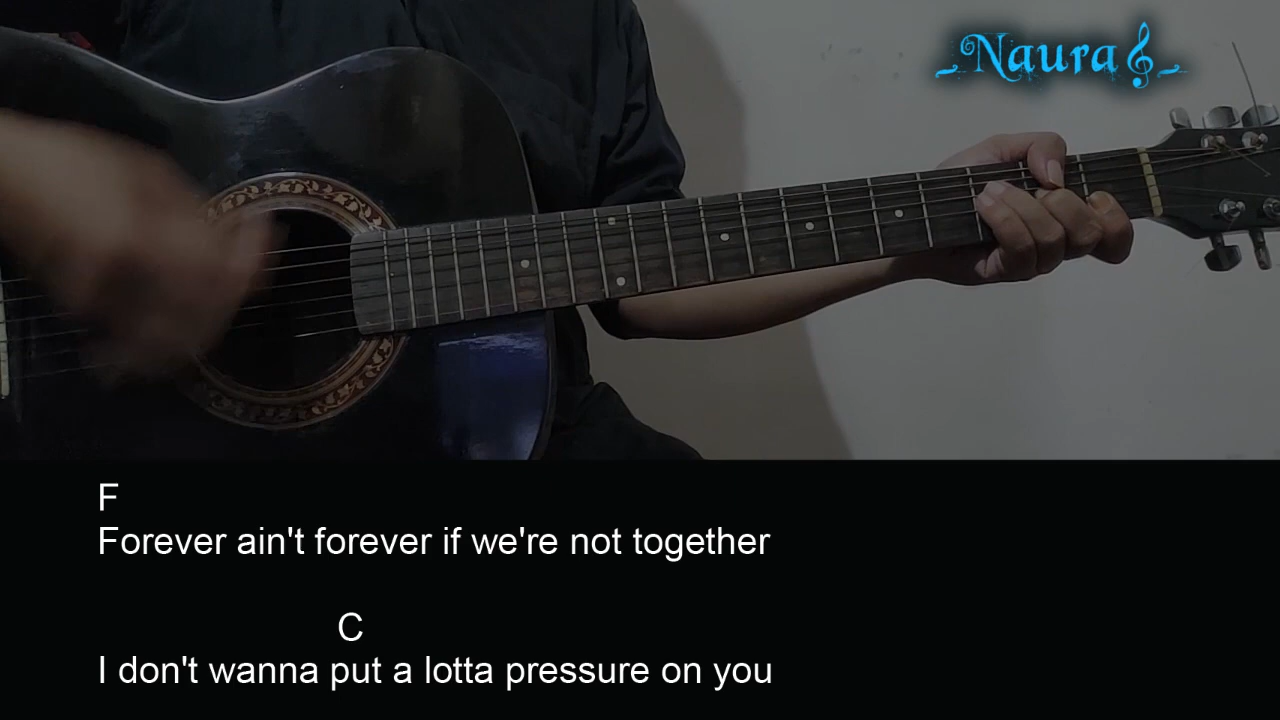 Naura
F
Forever ain't forever if we're not together
C
I don't wanna put a lotta pressure on you